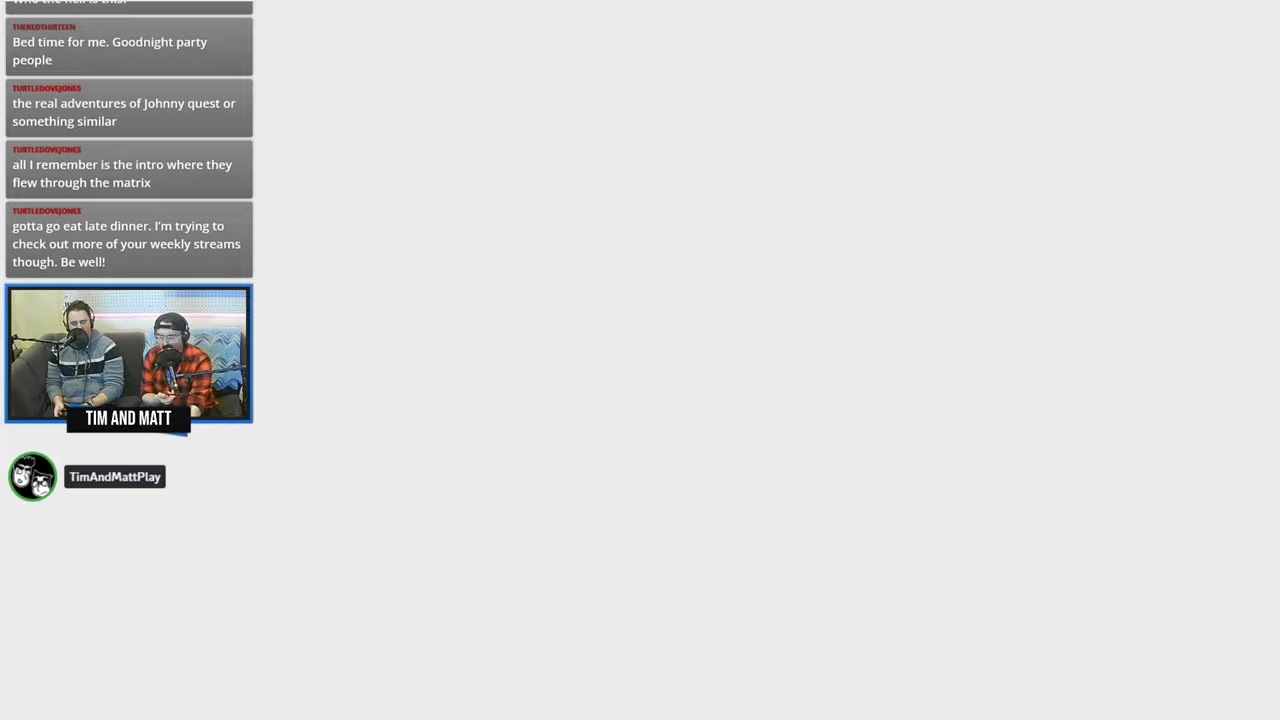 THEREDTHIRTEEN
Bed time for me. Goodnight party
people
TURTLEDOVEJONES
the real adventures of Johnny quest or
something similar
TURTLEDOVEJONES
all I remember is the intro where they
flew through the matrix
TURTLEDOVEJONES
gotta go eat late dinner. I'm trying to
check out more of your weekly streams
though. Be well!
TIM AND MATT
TimAndMattPlay